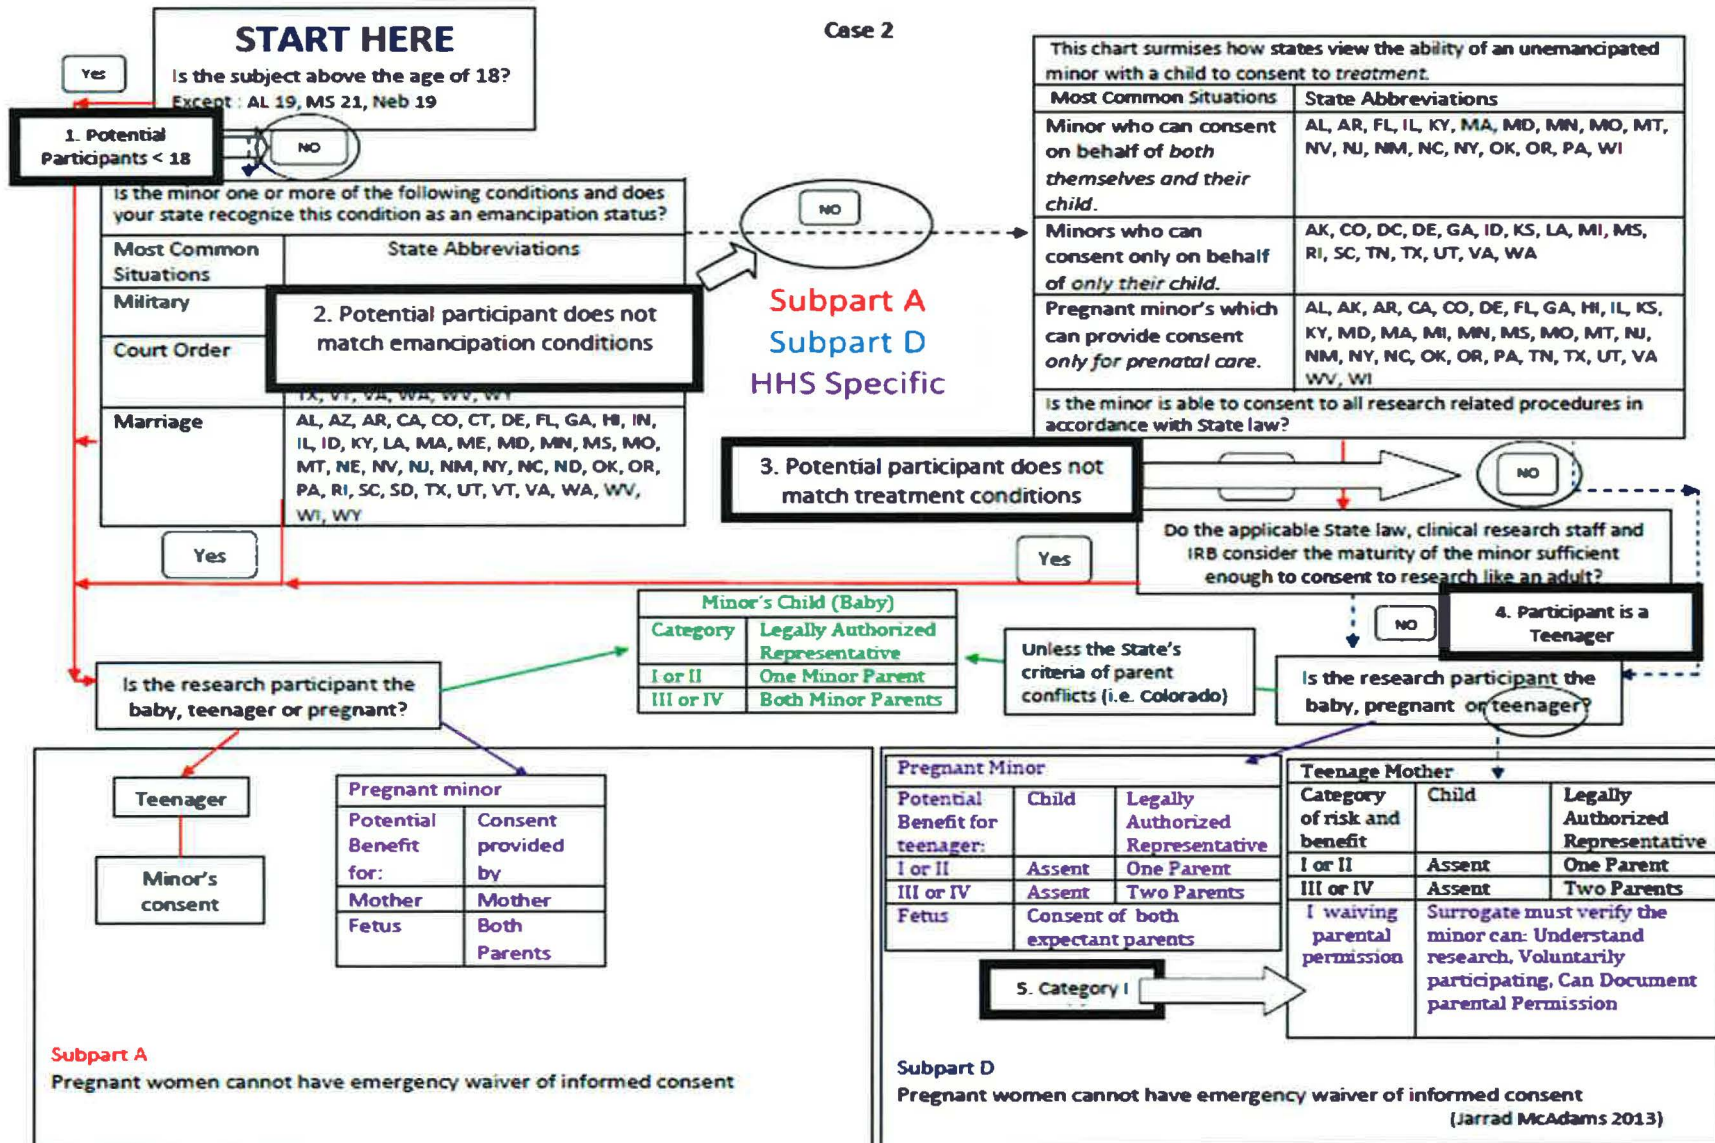 Case 2
START HERE
Is the subject above the age of 18?
Except : AL 19, MS 21, Neb 19
Yes
1. Potential
Participants < 18
NO
Is the minor one or more of the following conditions and does
your state recognize this condition as an emancipation status?
Most Common
Situations
State Abbreviations
Military
Court Order
2. Potential participant does not
match emancipation conditions
TX, VT, VA, WA, WV, WY
Marriage
AL, AZ, AR, CA, CO, CT, DE, FL, GA, HI, IN,
IL, ID, KY, LA, MA, ME, MD, MN, MS, MO,
MT, NE, NV, NJ, NM, NY, NC, ND, OK, OR,
PA, RI, SC, SD, TX, UT, VT, VA, WA, WV,
WI, WY
Yes
NO
Subpart A
Subpart D
HHS Specific
This chart surmises how states view the ability of an unemancipated
minor with a child to consent to treatment.
Most Common Situations
State Abbreviations
Minor who can consent
on behalf of both
themselves and their
child.
AL, AR, FL, IL, KY, MA, MD, MN, MO, MT,
NV, NJ, NM, NC, NY, OK, OR, PA, WI
Minors who can
consent only on behalf
of only their child.
AK, CO, DC, DE, GA, ID, KS, LA, MI, MS,
RI, SC, TN, TX, UT, VA, WA
Pregnant minor's which
can provide consent
only for prenatal care.
AL, AK, AR, CA, CO, DE, FL, GA, HI, IL, KS,
KY, MD, MA, MI, MN, MS, MO, MT, NJ,
NM, NY, NC, OK, OR, PA, TN, TX, UT, VA
WV, WI
Is the minor is able to consent to all research related procedures in
accordance with State law?
3. Potential participant does not
match treatment conditions
NO
Do the applicable State law, clinical research staff and
IRB consider the maturity of the minor sufficient
enough to consent to research like an adult?
Yes
NO
4. Participant is a
Teenager
Minor's Child (Baby)
Category
Legally Authorized
Representative
I or II
One Minor Parent
III or IV
Both Minor Parents
Unless the State's
criteria of parent
conflicts (i.e. Colorado)
Is the research participant the
baby, pregnant or teenager?
Is the research participant the
baby, teenager or pregnant?
Teenager
Minor's
consent
Pregnant minor
Potential
Benefit
for:
Consent
provided
by
Mother
Mother
Fetus
Both
Parents
Subpart A
Pregnant women cannot have emergency waiver of informed consent
Pregnant Minor
Potential
Benefit for
teenager:
Child
Legally
Authorized
Representative
I or II
Assent
One Parent
III or IV
Assent
Two Parents
Fetus
Consent of both
expectant parents
Teenage Mother
Category
of risk and
benefit
Child
Legally
Authorized
Representative
I or II
Assent
One Parent
III or IV
Assent
Two Parents
I waiving
parental
permission
Surrogate must verify the
minor can: Understand
research, Voluntarily
participating, Can Document
parental Permission
5. Category I
Subpart D
Pregnant women cannot have emergency waiver of informed consent
(Jarrad McAdams 2013)